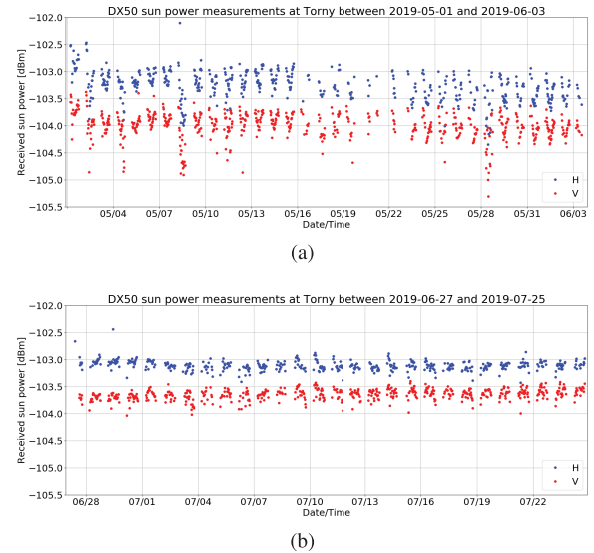 DX50 sun power measurements at Torny between 2019-05-01 and 2019-06-03
−102.0
−102.5
−103.0
−103.5
−104.0
−104.5
−105.0
−105.5
Received sun power [dBm]
H
V
05/04 05/07 05/10 05/13 05/16 05/19 05/22 05/25 05/28 05/31 06/03
Date/Time
(a)
DX50 sun power measurements at Torny between 2019-06-27 and 2019-07-25
−102.0
−102.5
−103.0
−103.5
−104.0
−104.5
−105.0
−105.5
Received sun power [dBm]
H
V
06/28 07/01 07/04 07/07 07/10 07/13 07/16 07/19 07/22
Date/Time
(b)